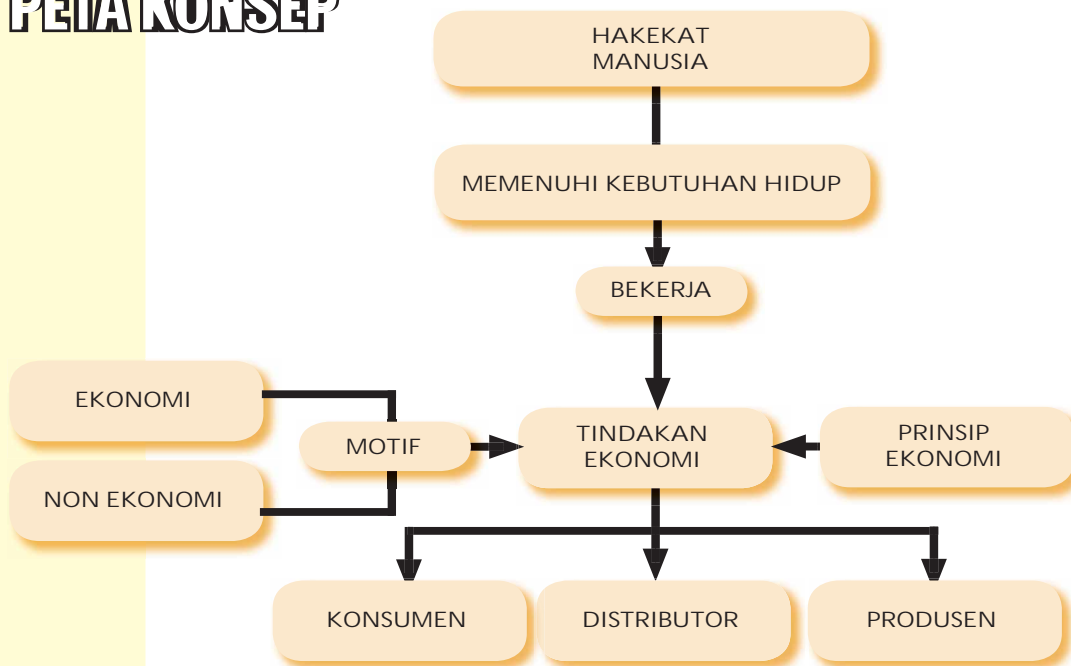 PETA KONSEP
HAKEKAT
MANUSIA
MEMENUHI KEBUTUHAN HIDUP
BEKERJA
EKONOMI
NON EKONOMI
MOTIF
TINDAKAN
EKONOMI
PRINSIP
EKONOMI
KONSUMEN
DISTRIBUTOR
PRODUSEN